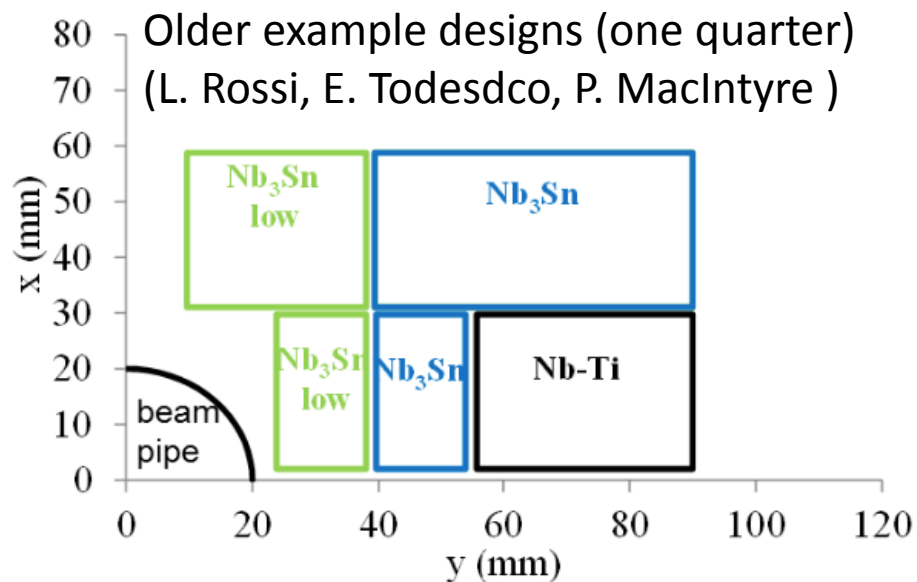 Older example designs (one quarter)
(L. Rossi, E. Todesdco, P. MacIntyre )
80
70
60
50
40
30
20
10
0
x (mm)
Nb₃Sn
low
Nb₃Sn
Nb₃Sn
low
Nb₃Sn
Nb-Ti
beam
pipe
0 20 40 60 80 100 120
y (mm)